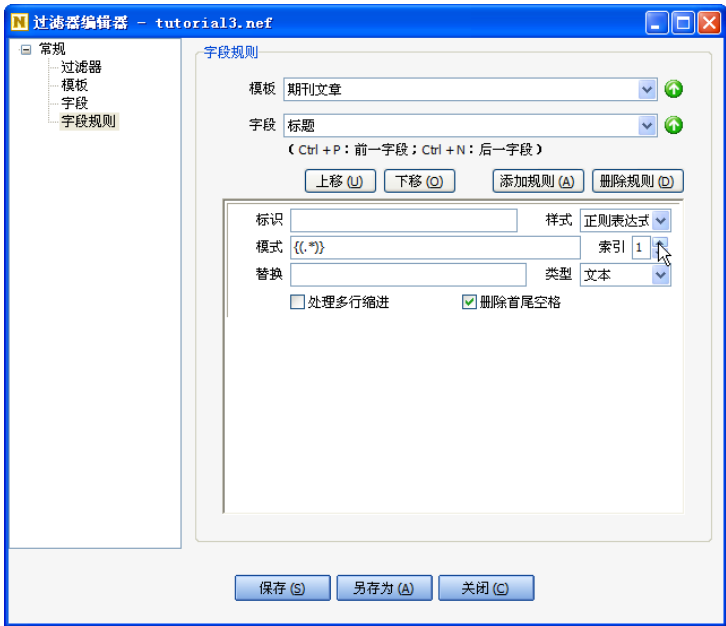 N 过滤器编辑器 - tutorial3.nef
常规
过滤器
模板
字段
字段规则
字段规则
模板 期刊文章
字段 标题
(Ctrl+P：前一字段；Ctrl+N：后一字段)
上移(U) 下移(O) 添加规则(A) 删除规则(D)
标识 样式 正则表达式
模式 {(.*)} 索引 1
替换 类型 文本
处理多行缩进 删除首尾空格
保存(S) 另存为(A) 关闭(C)